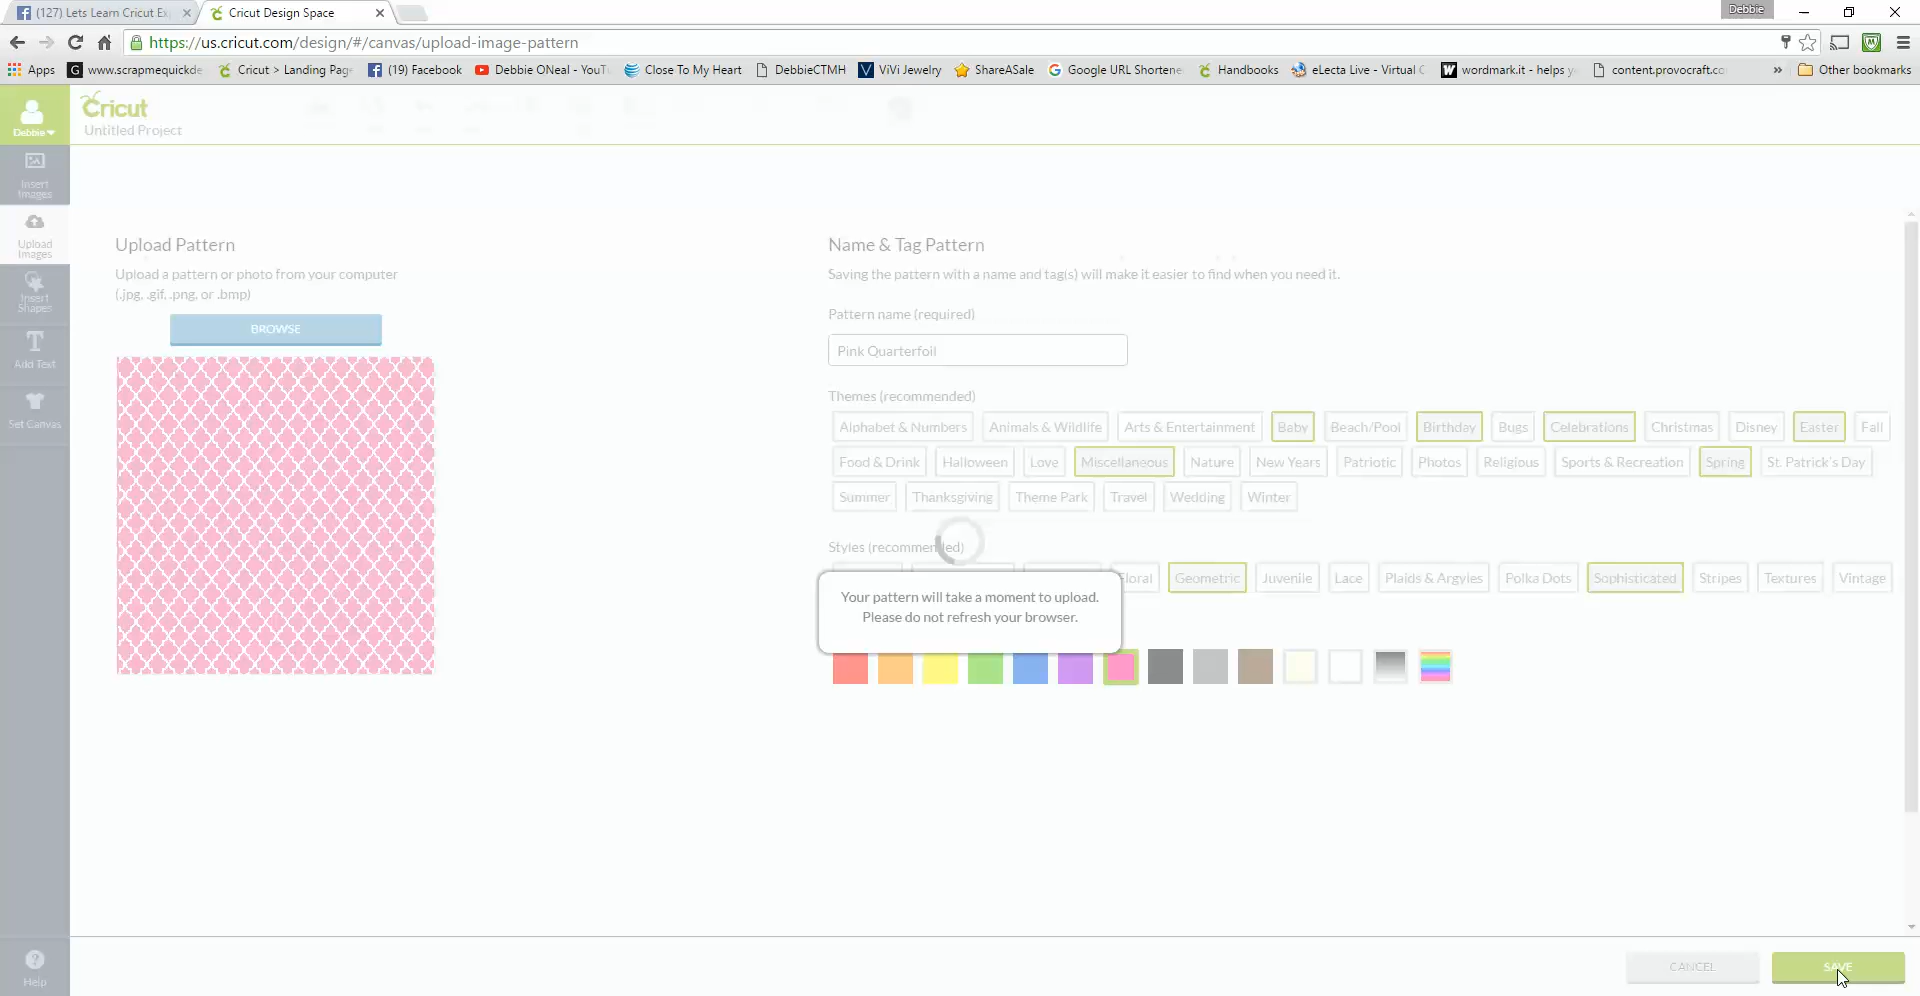 (127) Lets Learn Cricut Ex
Cricut Design Space
Debbie
https://us.cricut.com/design/#/canvas/upload-image-pattern
Apps
www.scrapmequickde
Cricut > Landing Pag
(19) Facebook
Debbie ONeal - YouT
Close To My Heart
DebbieCTMH
ViVi Jewelry
ShareASale
Google URL Shortene
Handbooks
eLecta Live - Virtual C
wordmark.it - helps y
content.provocraft.co
»
Other bookmarks
Debbie
Cricut
Untitled Project
Insert
Images
Upload
Images
Insert
Shapes
Add Text
Set Canvas
Help
Upload Pattern
Upload a pattern or photo from your computer
(.jpg, .gif, .png, or .bmp)
BROWSE
Name & Tag Pattern
Saving the pattern with a name and tag(s) will make it easier to find when you need it.
Pattern name (required)
Pink Quarterfoil
Themes (recommended)
Alphabet & Numbers Animals & Wildlife Arts & Entertainment Baby Beach/Pool Birthday Bugs Celebrations Christmas Disney Easter Fall
Food & Drink Halloween Love Miscellaneous Nature New Years Patriotic Photos Religious Sports & Recreation Spring St. Patrick's Day
Summer Thanksgiving Theme Park Travel Wedding Winter
Styles (recommended)
Floral Geometric Juvenile Lace Plaids & Argyles Polka Dots Sophisticated Stripes Textures Vintage
Your pattern will take a moment to upload.
Please do not refresh your browser.
CANCEL
SAVE